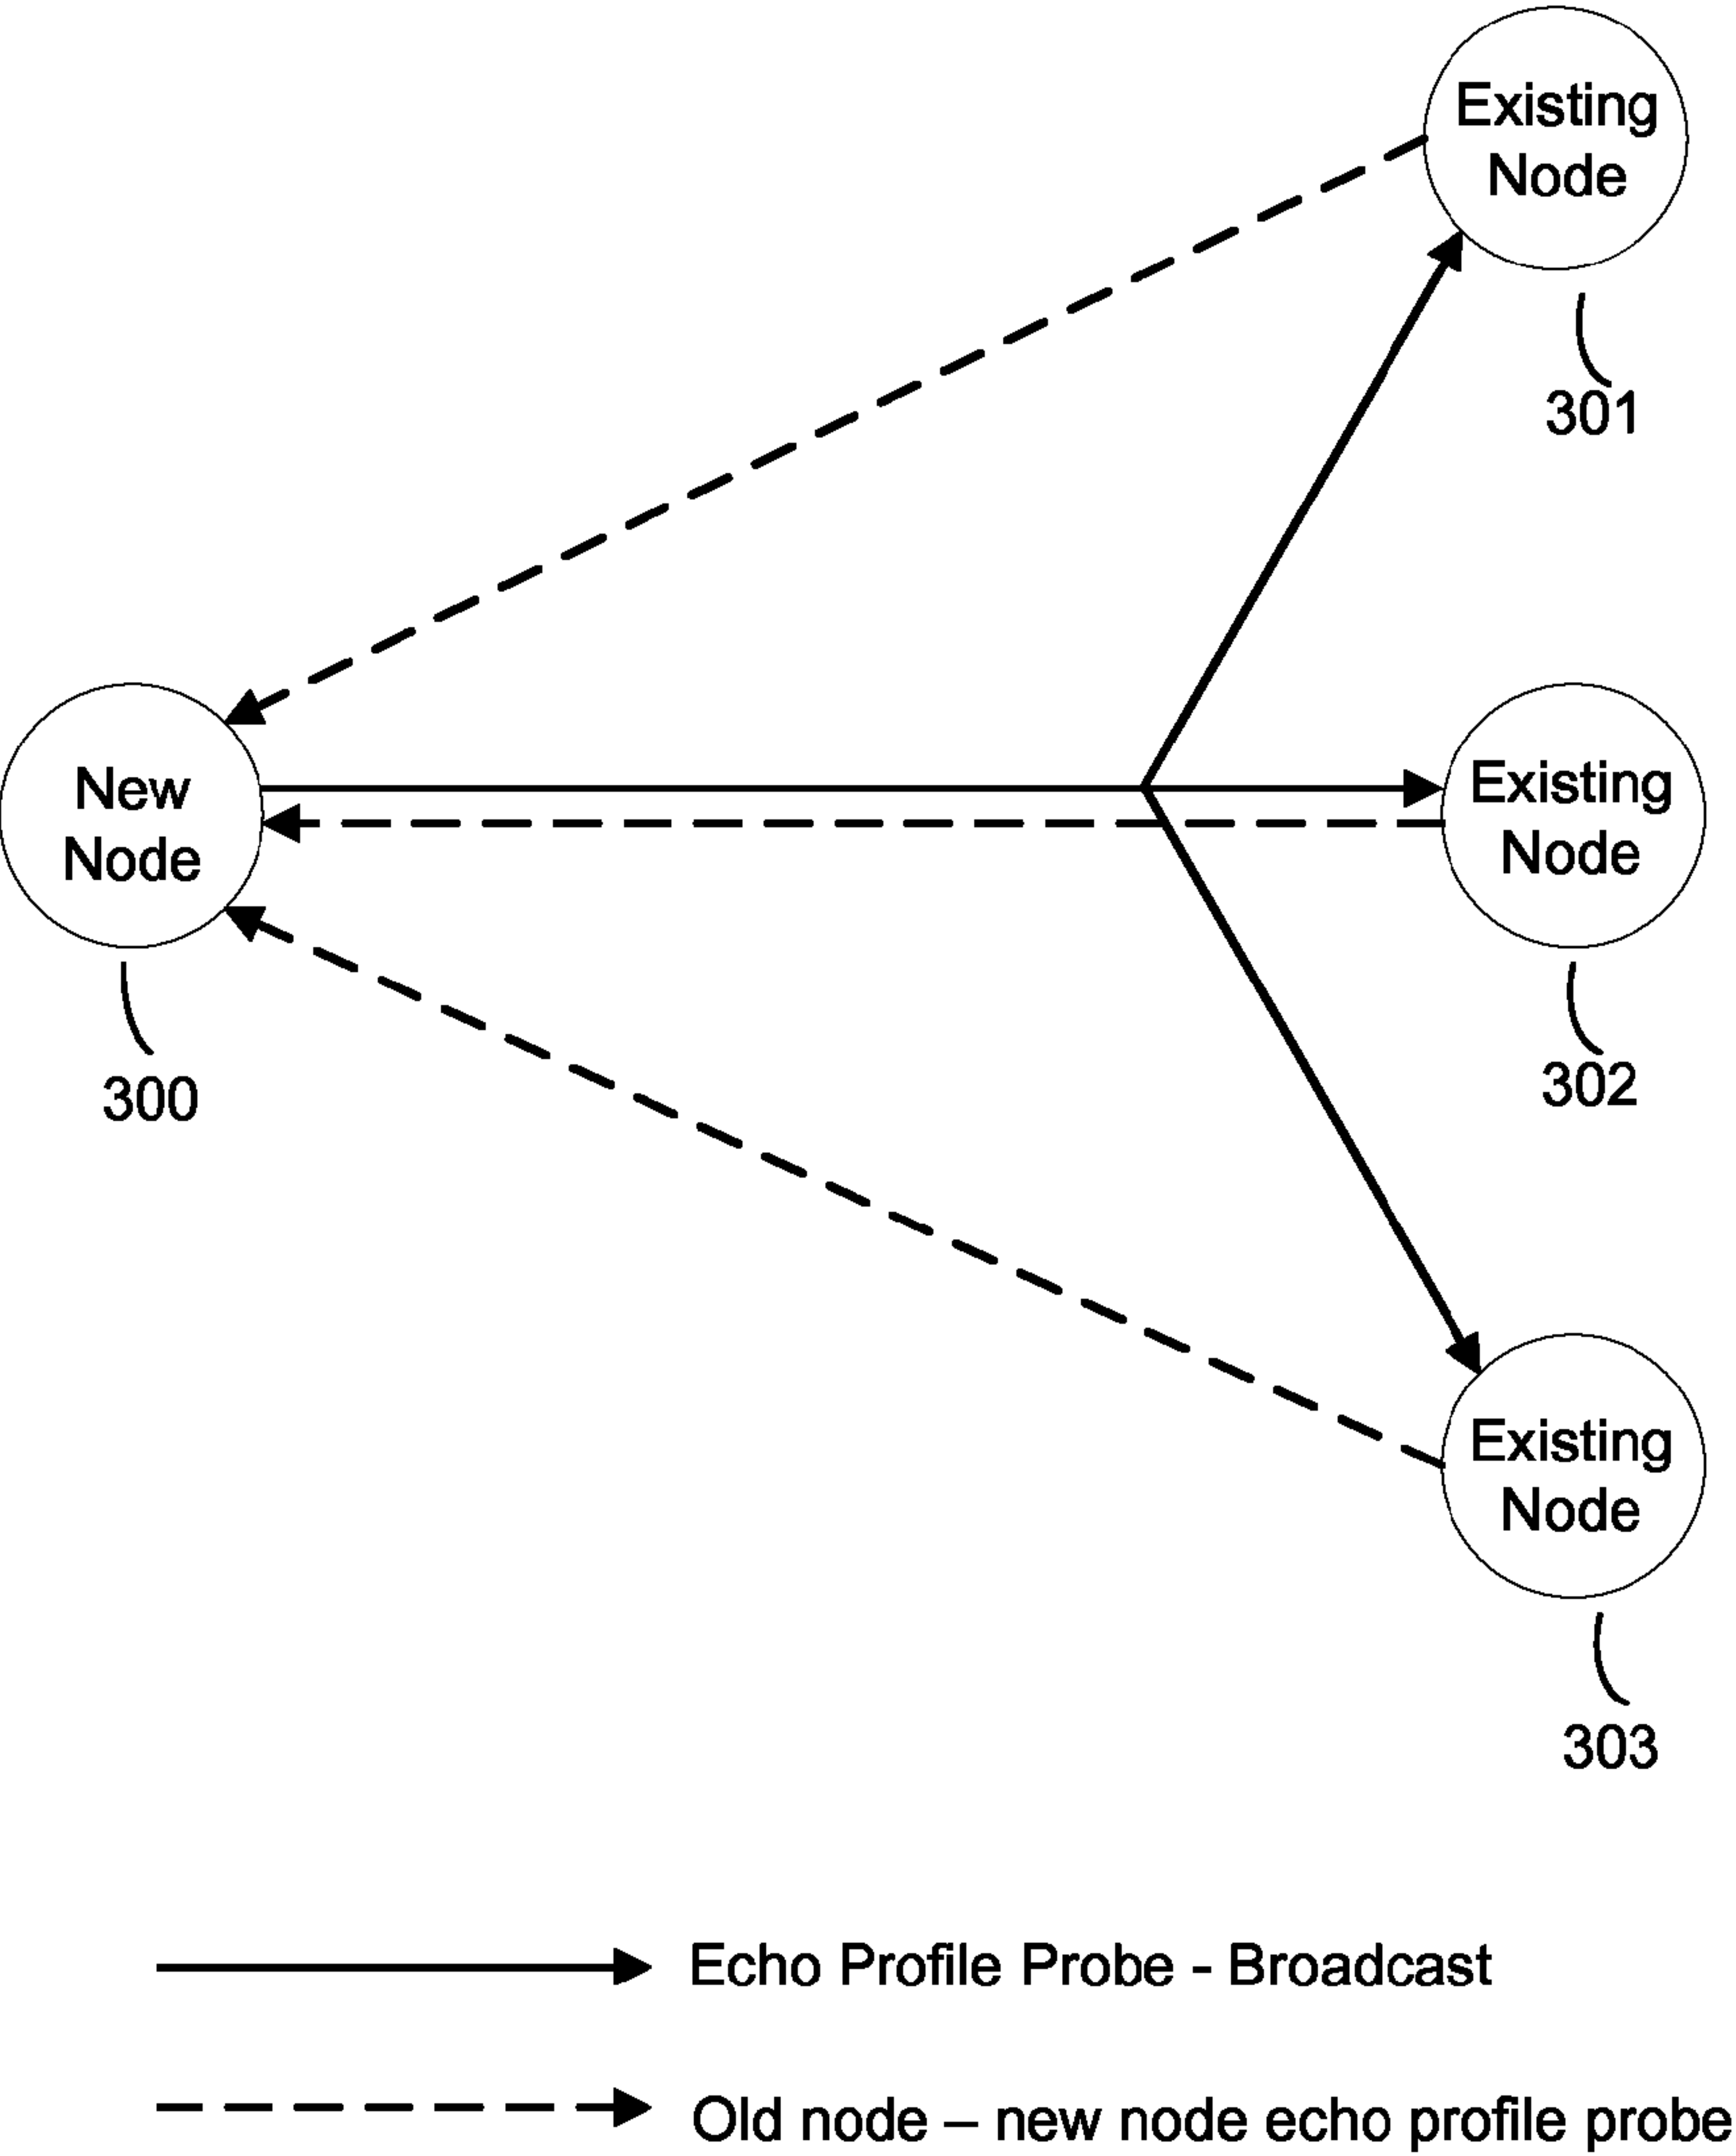 Existing
Node
301
New
Node
300
Existing
Node
302
Existing
Node
303
Echo Profile Probe - Broadcast
Old node – new node echo profile probe